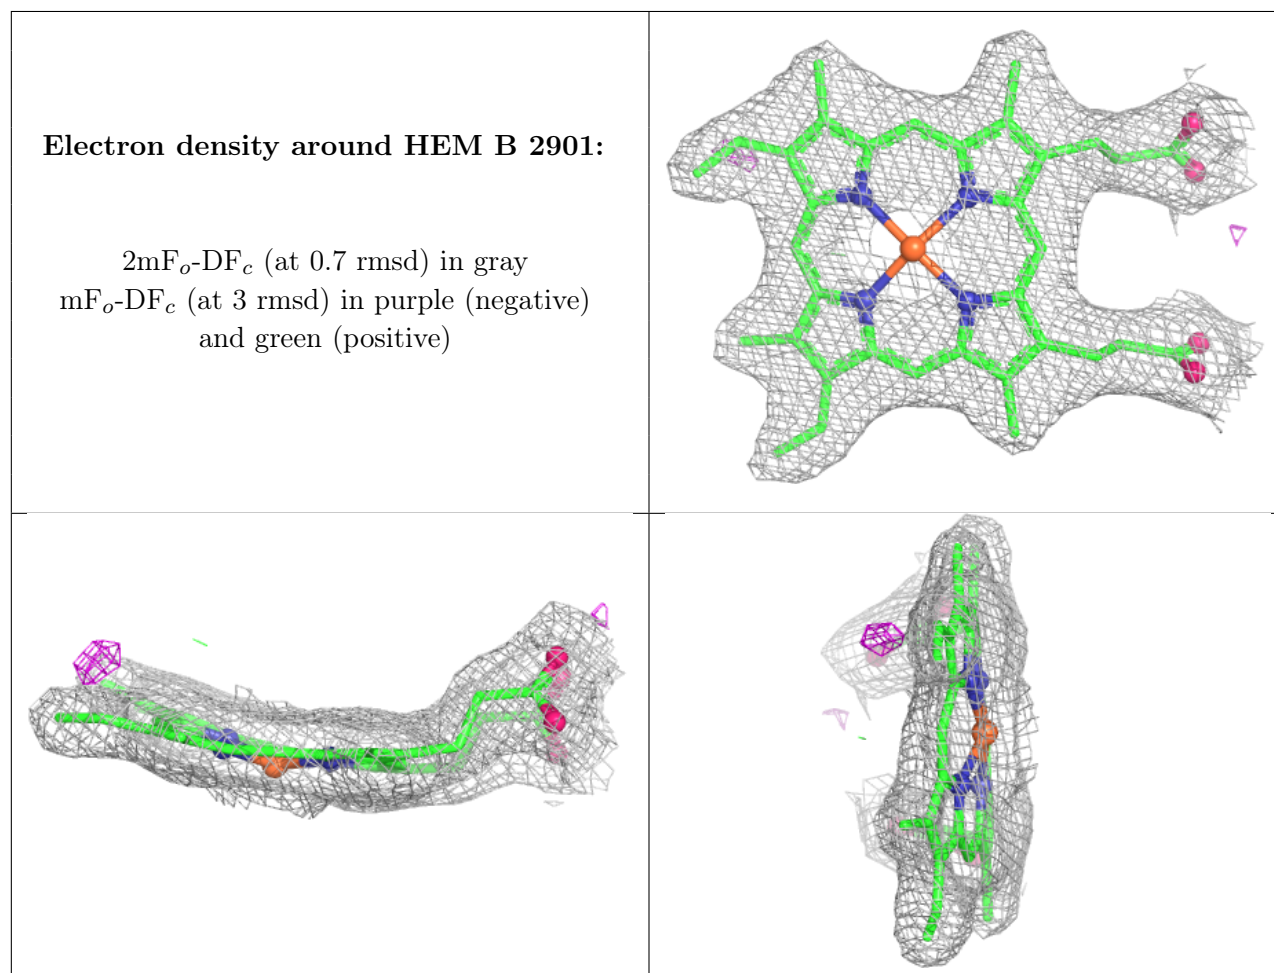 Electron density around HEM B 2901:
2mFo-DFc (at 0.7 rmsd) in gray
mFo-DFc (at 3 rmsd) in purple (negative)
and green (positive)